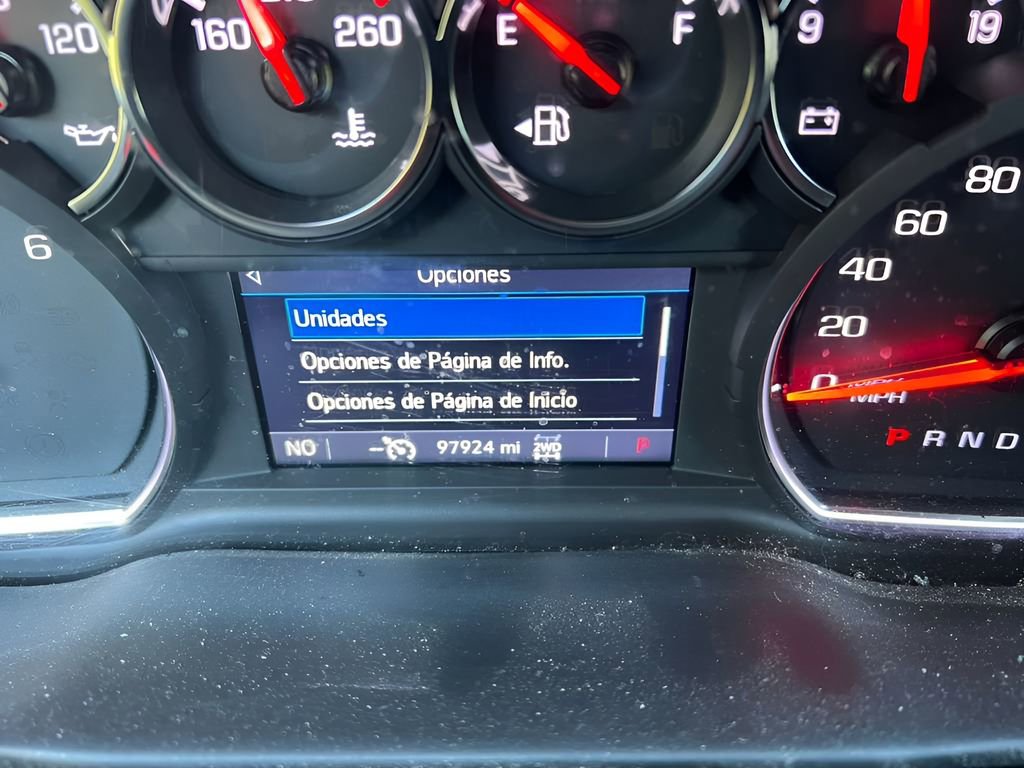 120
160 260
E F
9 19
6
80
60
40
20
0 MPH
P R N D
Opciones
Unidades
Opciones de Página de Info.
Opciones de Página de Inicio
NO 97924 mi 2WD P